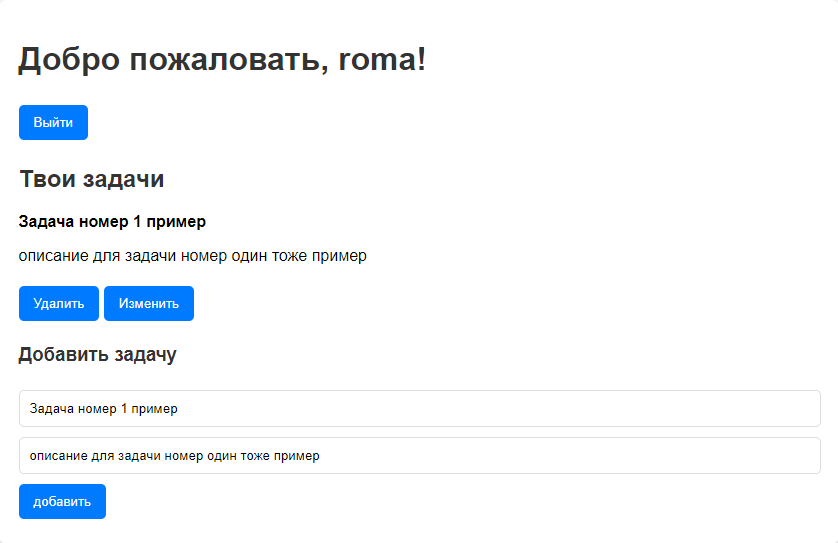 Добро пожаловать, roma!
Выйти
Твои задачи
Задача номер 1 пример
описание для задачи номер один тоже пример
Удалить Изменить
Добавить задачу
Задача номер 1 пример
описание для задачи номер один тоже пример
добавить